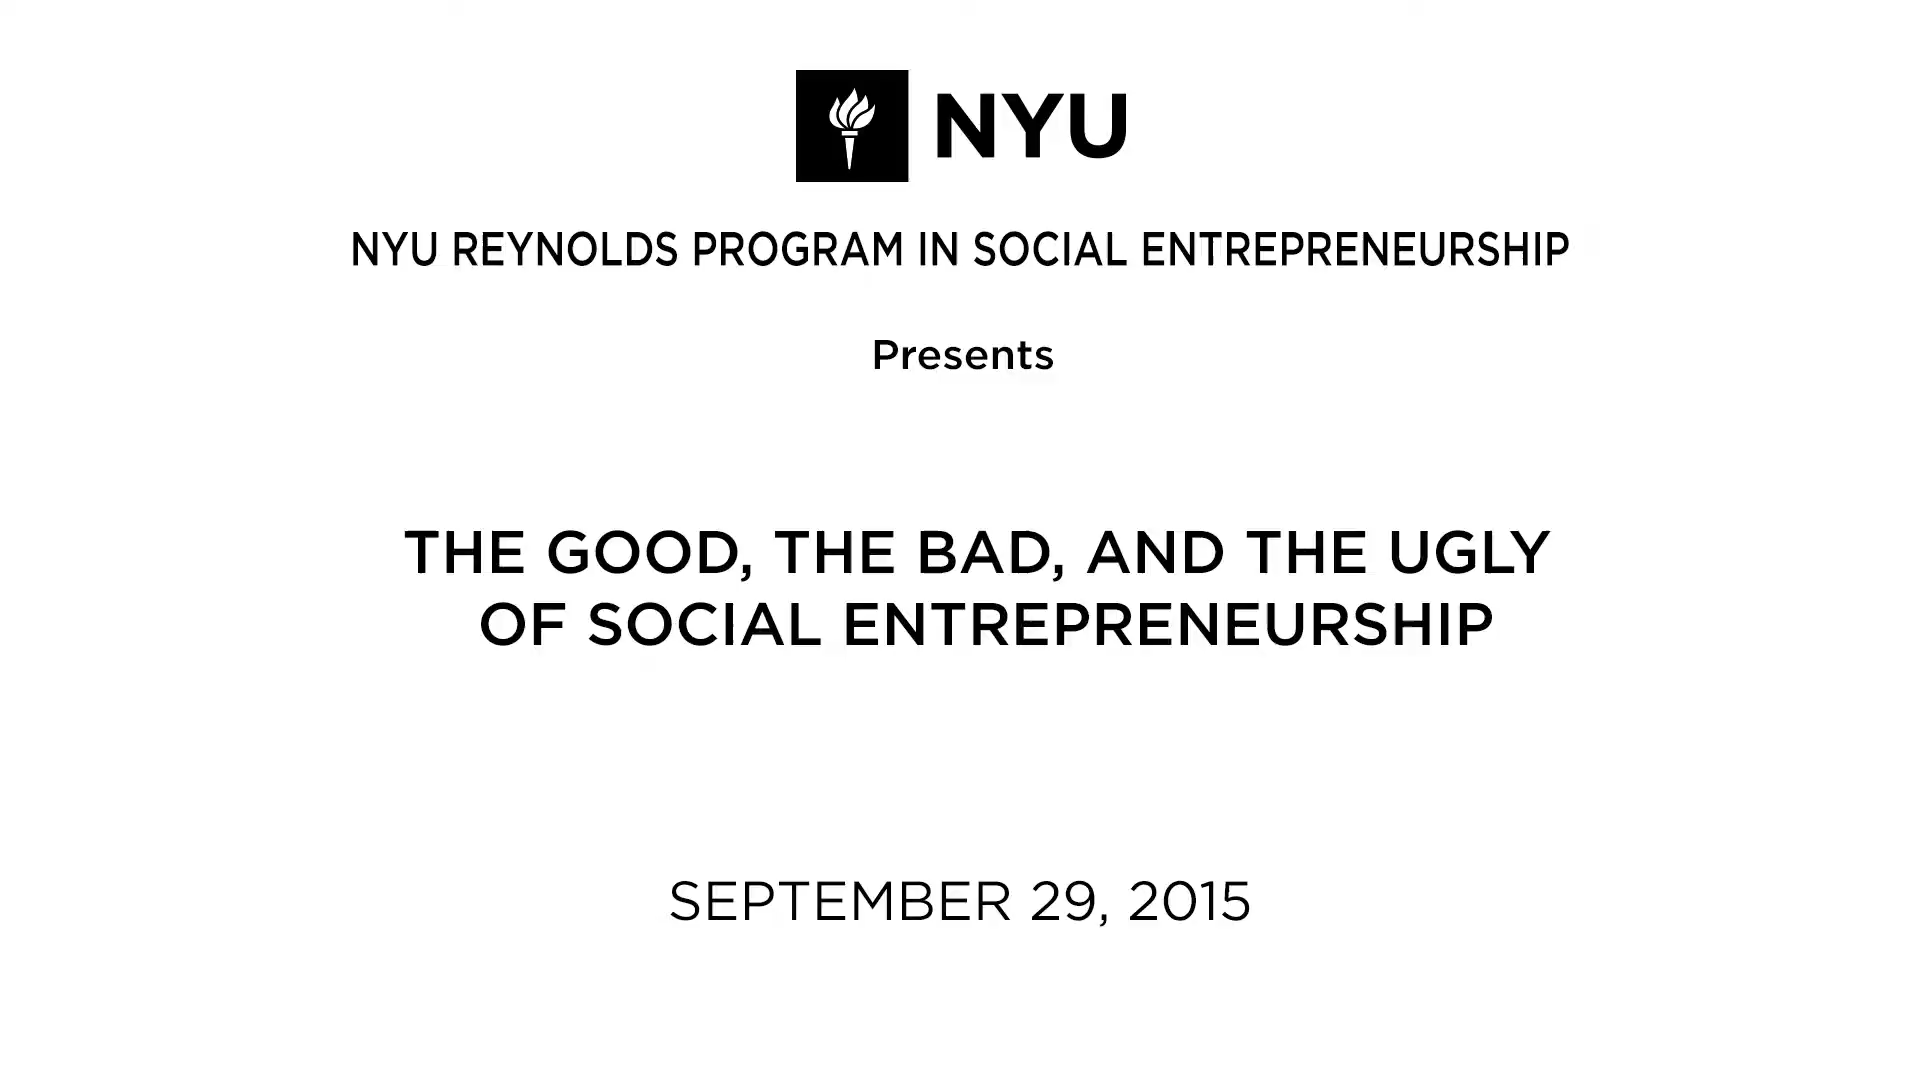 NYU
NYU REYNOLDS PROGRAM IN SOCIAL ENTREPRENEURSHIP
Presents
THE GOOD, THE BAD, AND THE UGLY
OF SOCIAL ENTREPRENEURSHIP
SEPTEMBER 29, 2015